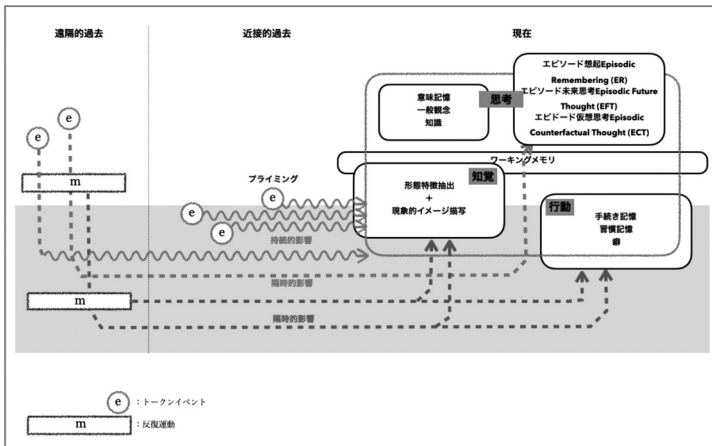 遠隔的過去
近接的過去
現在
エピソード想起Episodic
Remembering (ER)
エピソード未来思考Episodic Future
Thought (EFT)
エピドード仮想思考Episodic
Counterfactual Thought (ECT)
意味記憶
一般観念
知識
思考
e
e
m
ワーキングメモリ
プライミング
知覚
形態特徴抽出
+
現象的イメージ描写
e
e
e
行動
手続き記憶
習慣記憶
癖
持続的影響
隔時的影響
m
隔時的影響
e
:トークンイベント
m
:反復運動